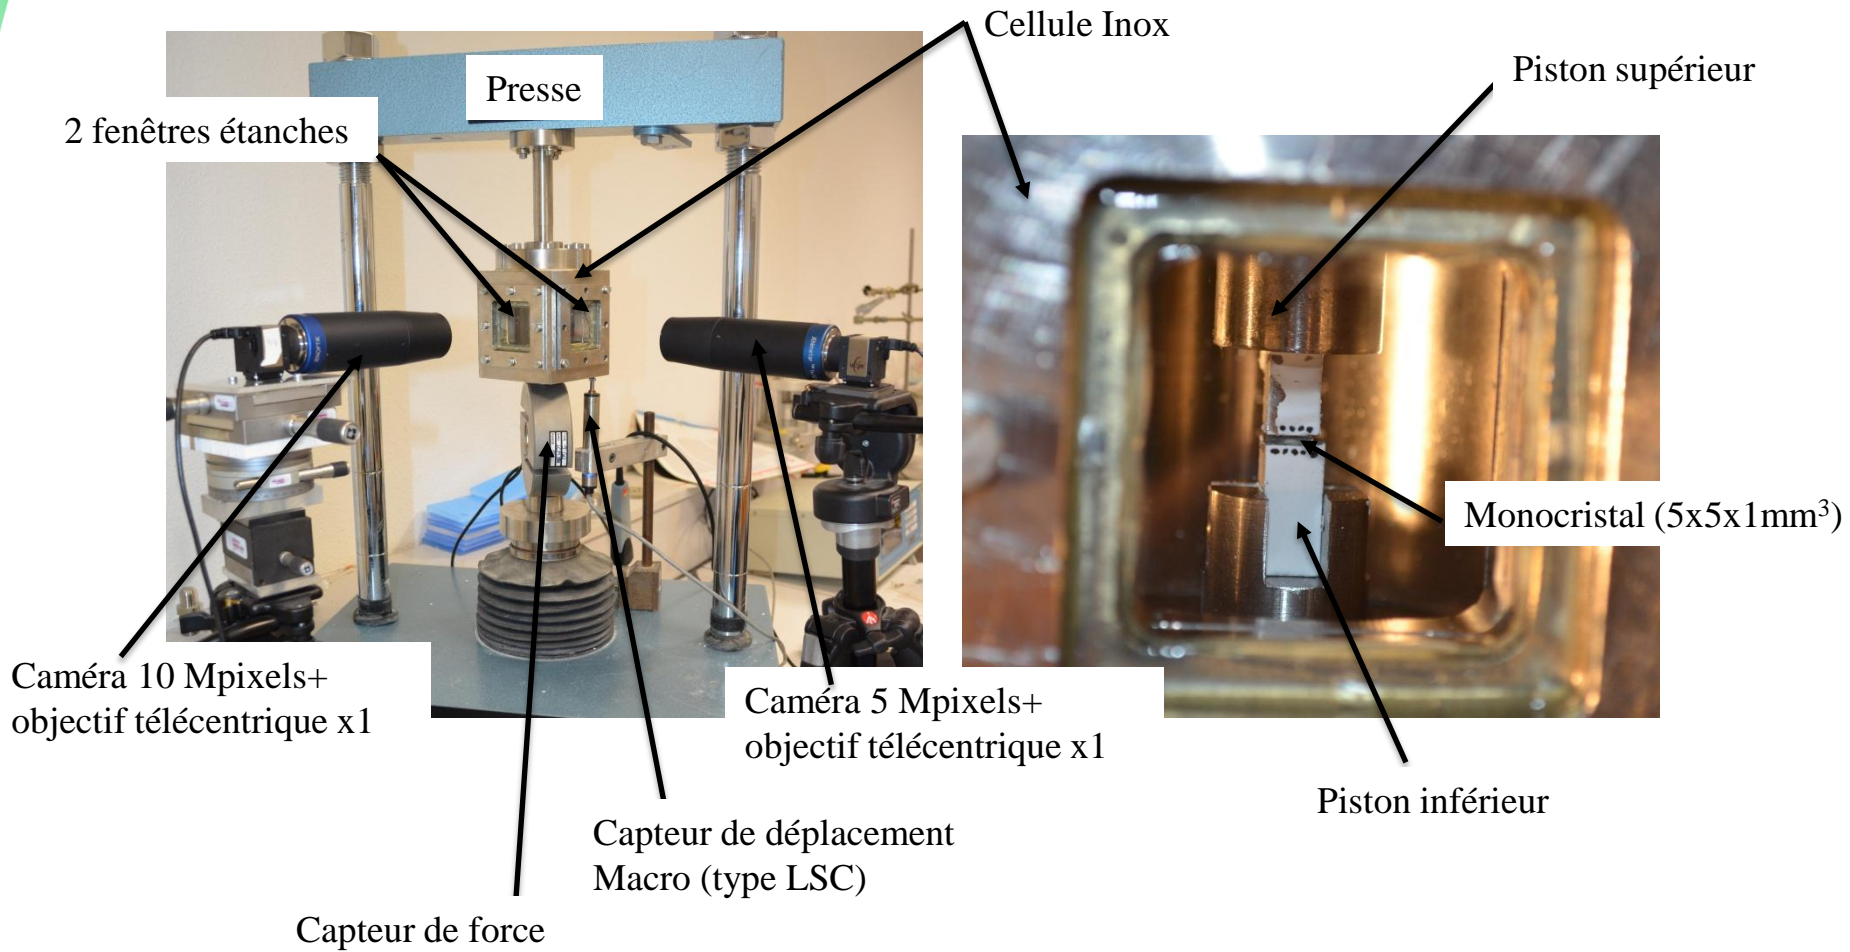 Cellule Inox
Piston supérieur
Presse
2 fenêtres étanches
Monocristal (5x5x1mm³)
Caméra 10 Mpixels+
objectif télécentrique x1
Caméra 5 Mpixels+
objectif télécentrique x1
Piston inférieur
Capteur de déplacement
Macro (type LSC)
Capteur de force